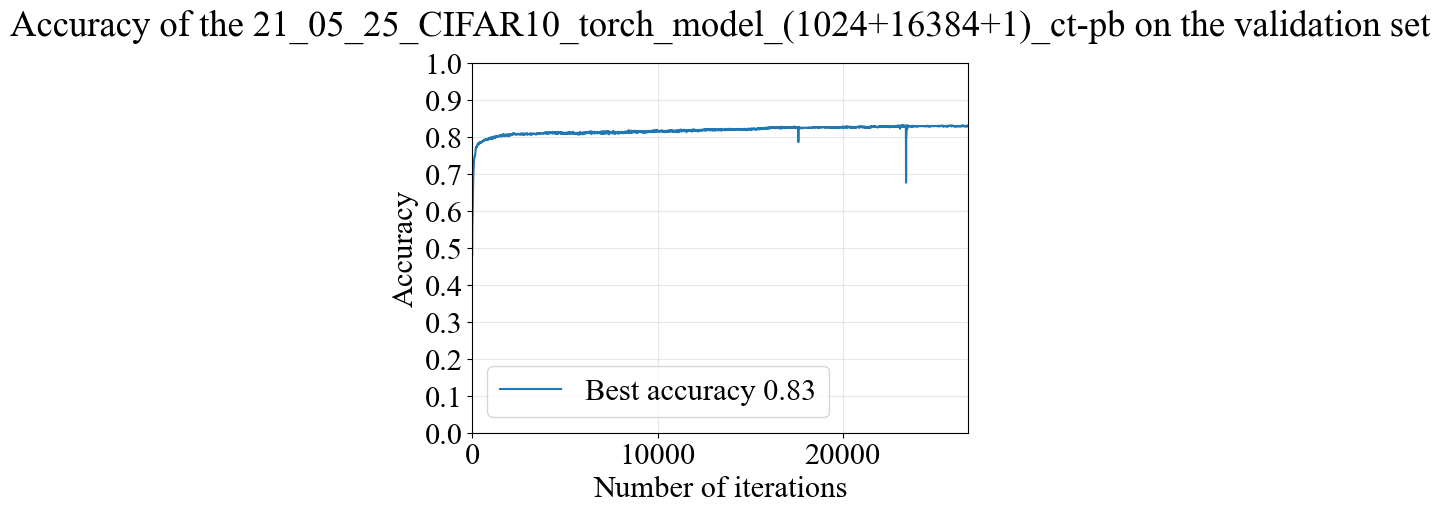 Accuracy of the 21_05_25_CIFAR10_torch_model_(1024+16384+1)_ct-pb on the validation set
1.0
0.9
0.8
0.7
0.6
0.5
0.4
0.3
0.2
0.1
0.0
Accuracy
Best accuracy 0.83
0 10000 20000
Number of iterations